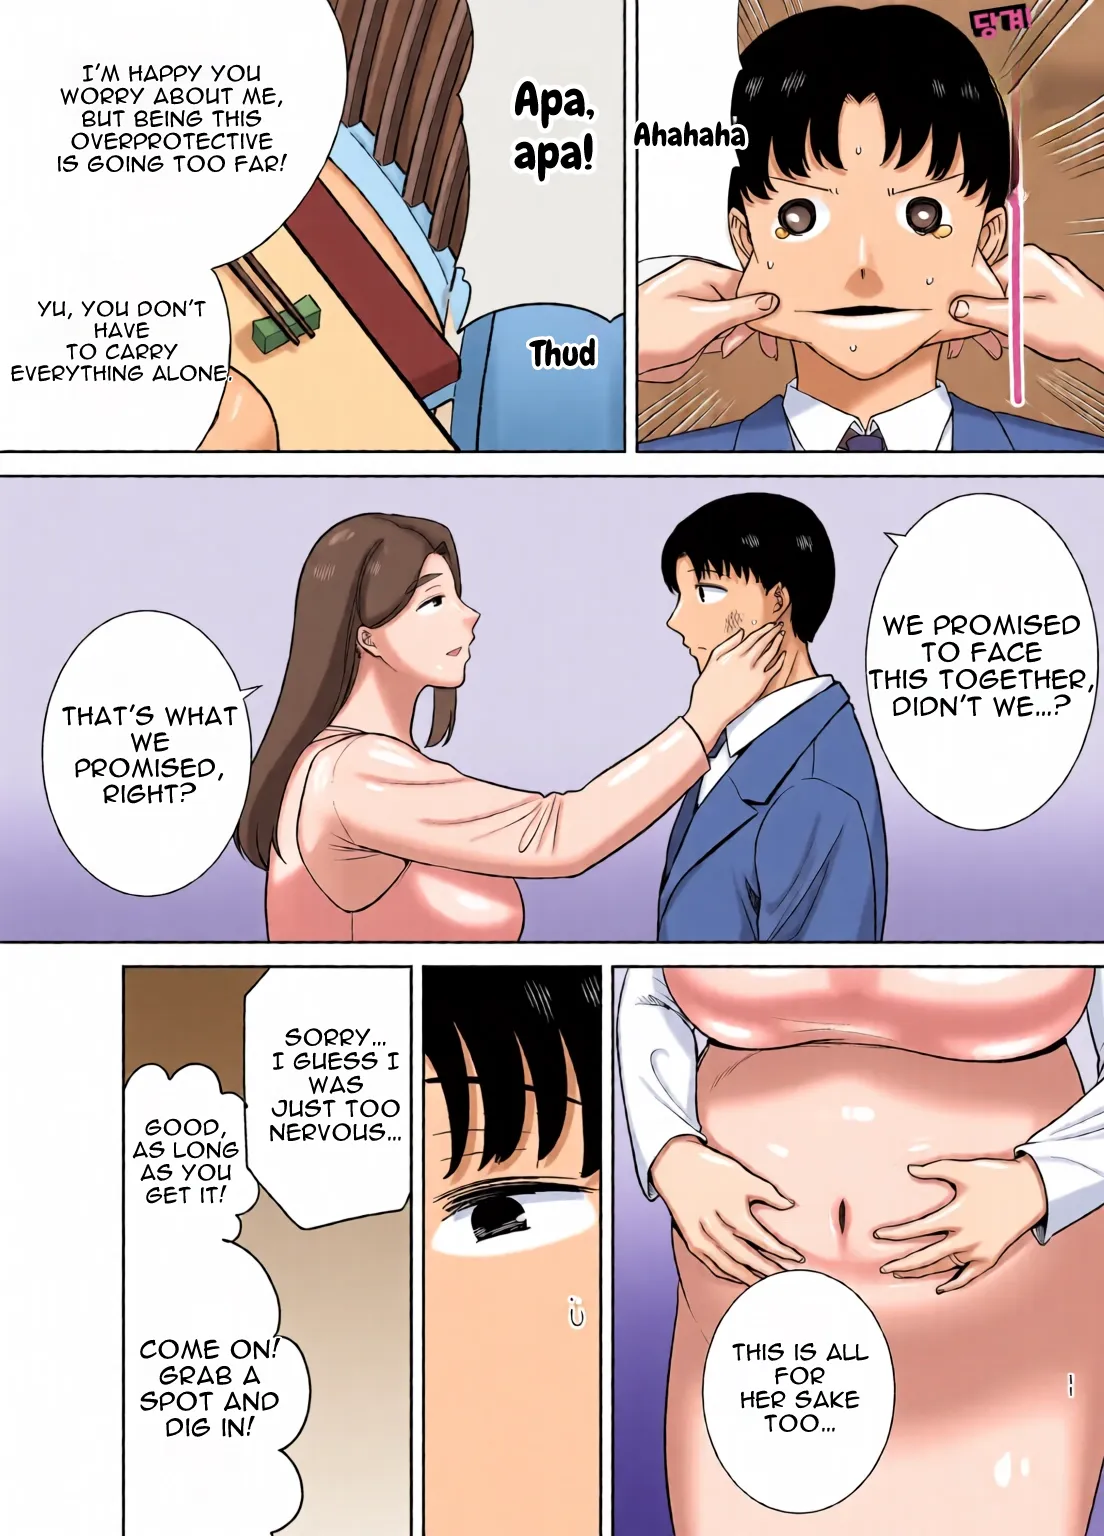 I'M HAPPY YOU
WORRY ABOUT ME,
BUT BEING THIS
OVERPROTECTIVE
IS GOING TOO FAR!
YU, YOU DON'T
HAVE
TO CARRY
EVERYTHING ALONE.
Apa,
apa!
Thud
Ahahaha
당겨!
THAT'S WHAT
WE
PROMISED,
RIGHT?
WE PROMISED
TO FACE
THIS TOGETHER,
DIDN'T WE...?
SORRY...
I GUESS I
WAS
JUST TOO
NERVOUS...
GOOD,
AS LONG
AS YOU
GET IT!
COME ON!
GRAB A
SPOT AND
DIG IN!
THIS IS ALL
FOR
HER SAKE
TOO...